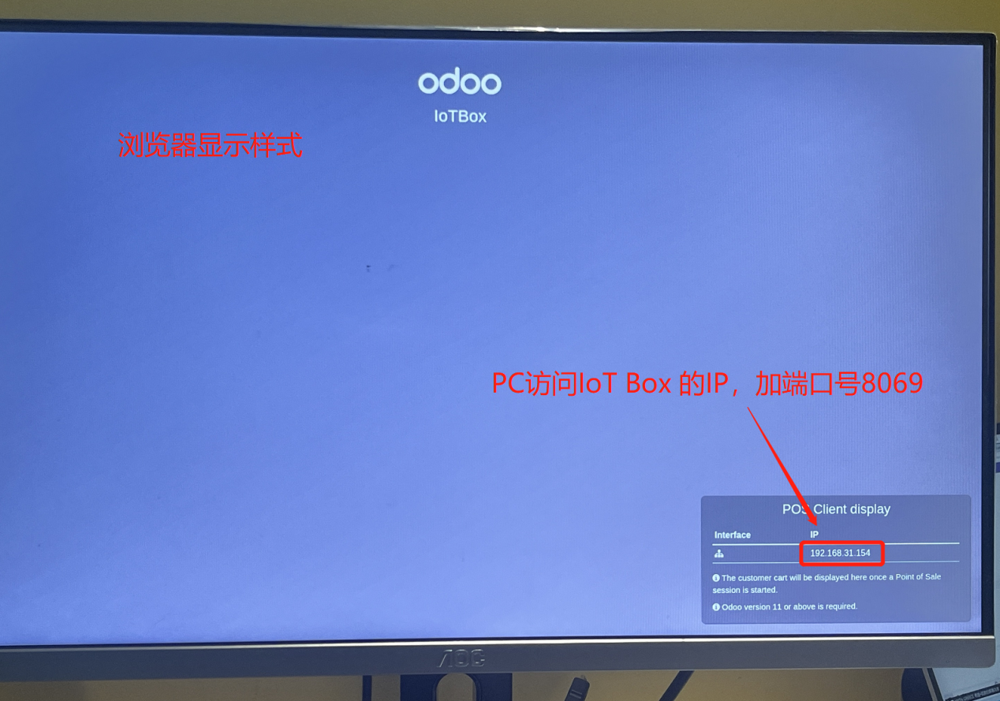 odoo
IoTBox
浏览器显示样式
PC访问IoT Box 的IP，加端口号8069
POS Client display
Interface IP
192.168.31.154
The customer cart will be displayed here once a Point of Sale
session is started.
Odoo version 11 or above is required.
AOC